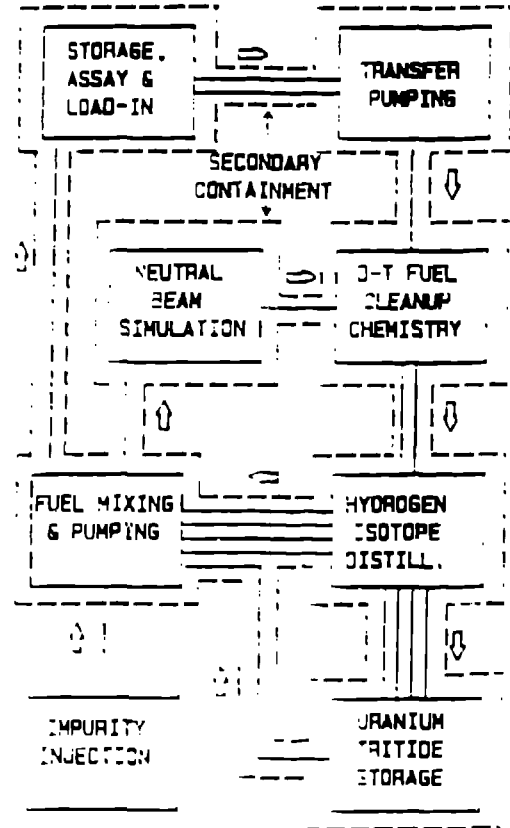 STORAGE,
ASSAY &
LOAD-IN
TRANSFER
PUMPING
SECONDARY
CONTAINMENT
NEUTRAL
BEAM
SIMULATION
D-T FUEL
CLEANUP
CHEMISTRY
FUEL MIXING
& PUMPING
HYDROGEN
ISOTOPE
DISTILL.
IMPURITY
INJECTION
URANIUM
TRITIDE
STORAGE